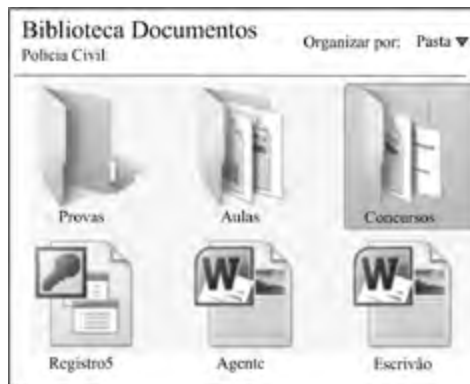 Biblioteca Documentos
Polícia Civil
Organizar por: Pasta ▼
Provas Aulas Concursos
W W
Registro5 Agente Escrivão